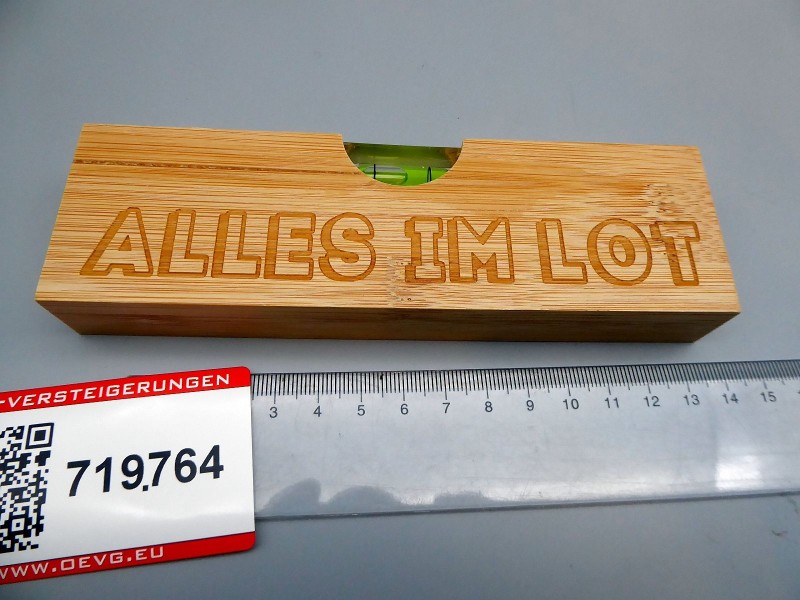 ALLES IM LOT
3 4 5 6 7 8 9 10 11 12 13 14 15
-VERSTEIGERUNGEN
719.764
WWW.OEVG.EU